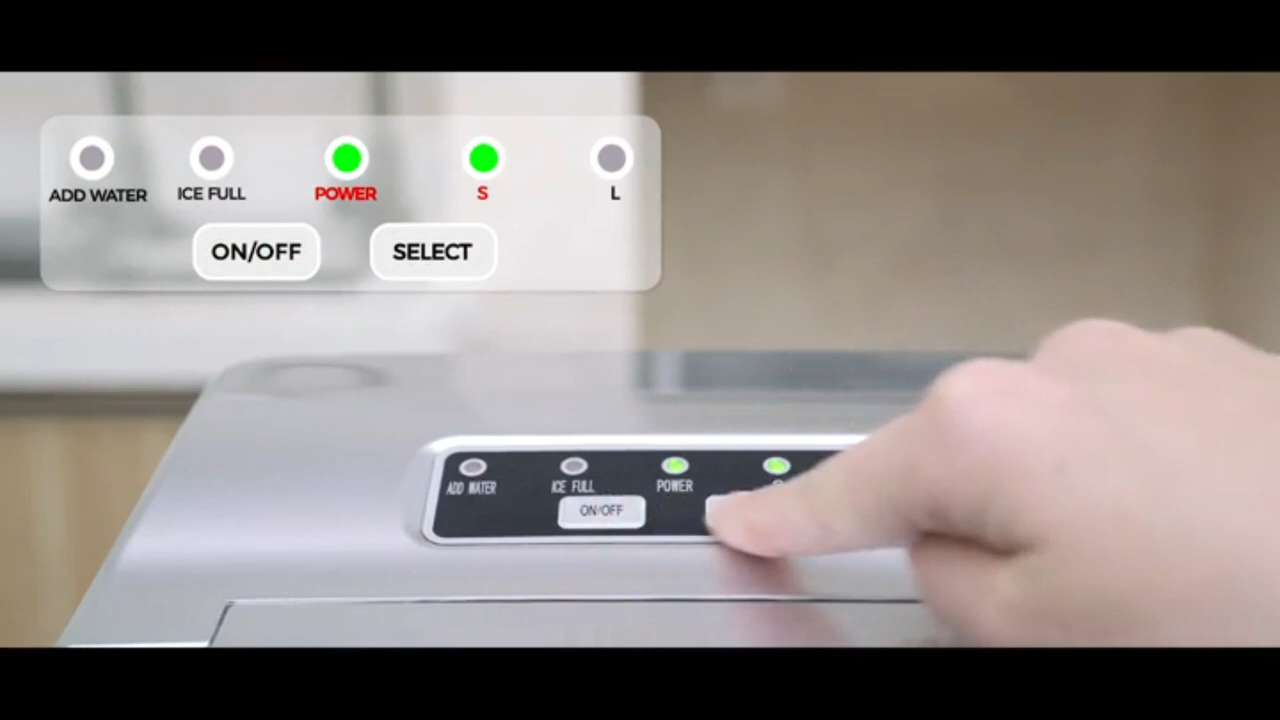 ADD WATER ICE FULL POWER S L
ON/OFF SELECT
ADD WATER ICE FULL POWER
ON/OFF